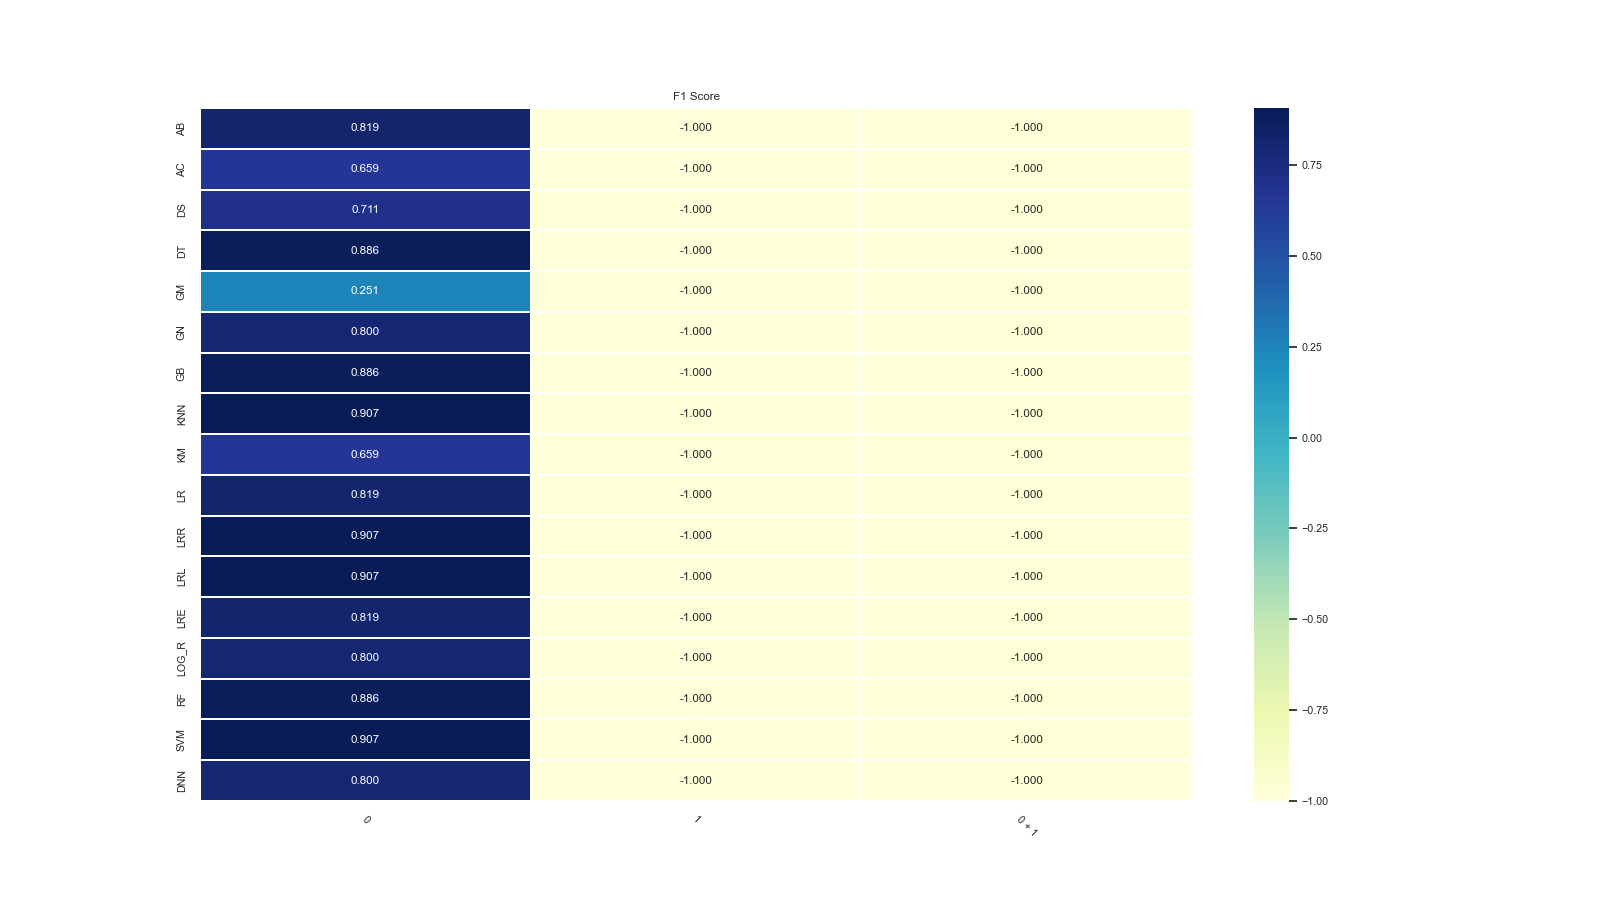 F1 Score
AB 0.819 -1.000 -1.000
AC 0.659 -1.000 -1.000
DS 0.711 -1.000 -1.000
DT 0.886 -1.000 -1.000
GM 0.251 -1.000 -1.000
GN 0.800 -1.000 -1.000
GB 0.886 -1.000 -1.000
KNN 0.907 -1.000 -1.000
KM 0.659 -1.000 -1.000
LR 0.819 -1.000 -1.000
LRR 0.907 -1.000 -1.000
LRL 0.907 -1.000 -1.000
LRE 0.819 -1.000 -1.000
LOG_R 0.800 -1.000 -1.000
RF 0.886 -1.000 -1.000
SVM 0.907 -1.000 -1.000
DNN 0.800 -1.000 -1.000
0 1 0 + 1
0.75
0.50
0.25
0.00
−0.25
−0.50
−0.75
−1.00